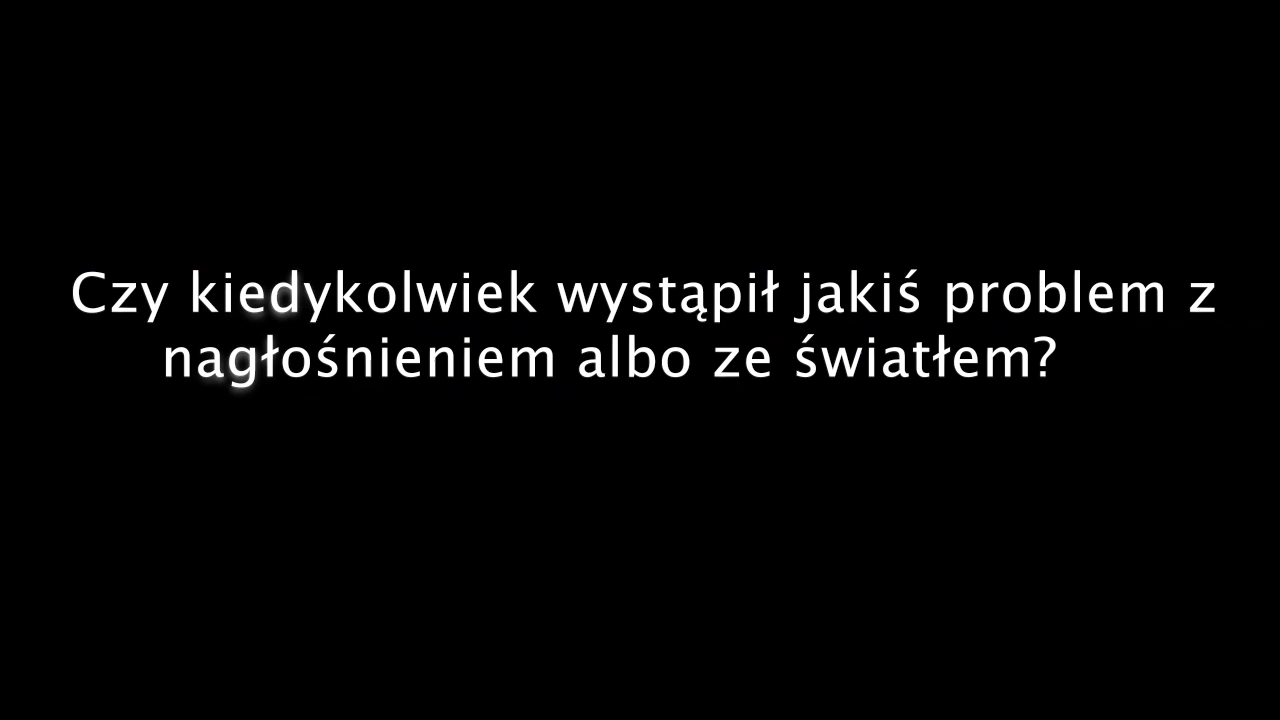 Czy kiedykolwiek wystąpił jakiś problem z
nagłośnieniem albo ze światłem?